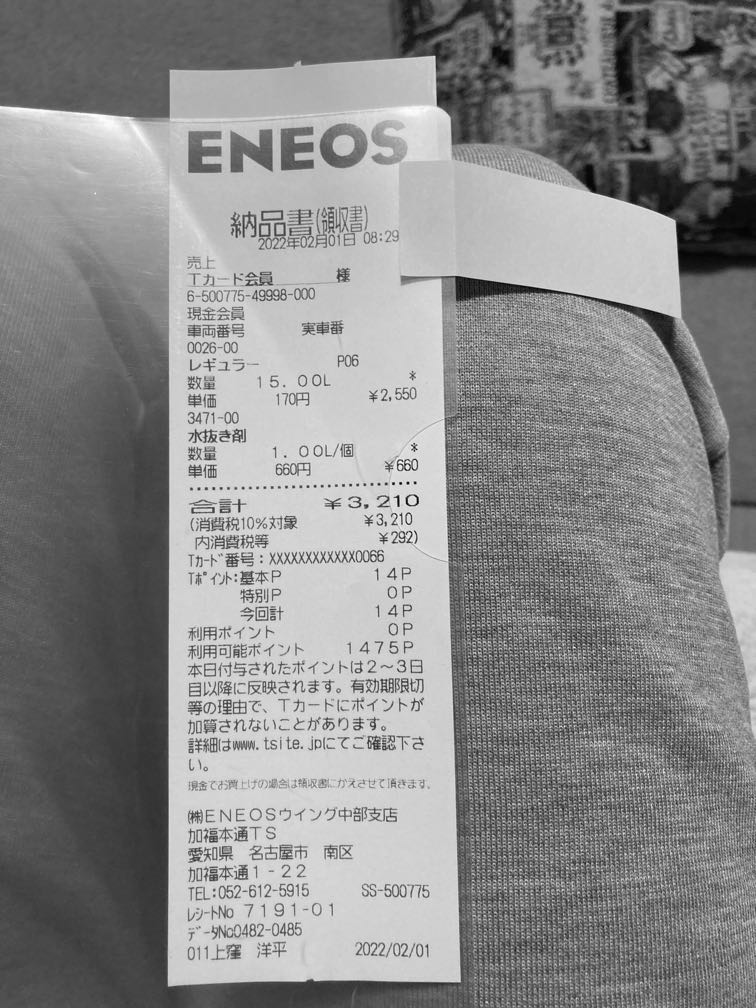 ENEOS
納品書(領収書)
2022年02月01日 08:29
売上
Tカード会員 様
6-500775-49998-000
現金会員
車両番号 実車番
0026-00
レギュラー P06
数量 15.00L *
単価 170円 ¥2,550
3471-00
水抜き剤
数量 1.00L/個 *
単価 660円 ¥660
合計 ¥3,210
(消費税10%対象 ¥3,210
内消費税等 ¥292)
Tカード番号:XXXXXXXXXXXX0066
Tポイント:基本P 14P
特別P 0P
今回計 14P
利用ポイント 0P
利用可能ポイント 1475P
本日付与されたポイントは2~3日
目以降に反映されます。有効期限切
等の理由で、Tカードにポイントが
加算されないことがあります。
詳細はwww.tsite.jpにてご確認下さ
い。
現金でお買上げの場合は領収書にかえさせて頂きます。
㈱ENEOSウイング中部支店
加福本通TS
愛知県 名古屋市 南区
加福本通1-22
TEL:052-612-5915 SS-500775
レシートNo 7191-01
データNo0482-0485
011上窪 洋平 2022/02/01